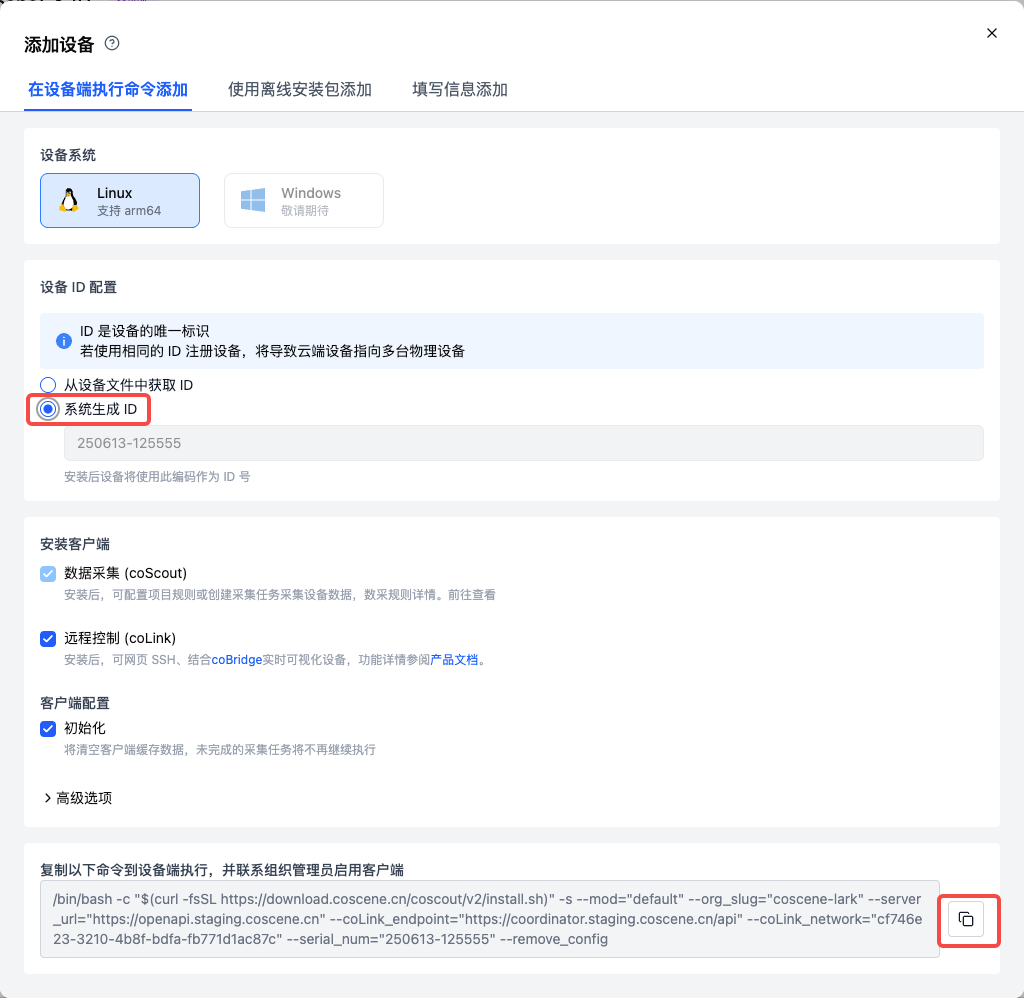 添加设备
在设备端执行命令添加 使用离线安装包添加 填写信息添加
设备系统
Linux
支持 arm64
Windows
敬请期待
设备 ID 配置
ID 是设备的唯一标识
若使用相同的 ID 注册设备，将导致云端设备指向多台物理设备
从设备文件中获取 ID
系统生成 ID
250613-125555
安装后设备将使用此编码作为 ID 号
安装客户端
数据采集 (coScout)
安装后，可配置项目规则或创建采集任务采集设备数据，数采规则详情。前往查看
远程控制 (coLink)
安装后，可网页 SSH、结合coBridge实时可视化设备，功能详情参阅产品文档。
客户端配置
初始化
将清空客户端缓存数据，未完成的采集任务将不再继续执行
高级选项
复制以下命令到设备端执行，并联系组织管理员启用客户端
/bin/bash -c "$(curl -fsSL https://download.coscene.cn/coscout/v2/install.sh)" -s --mod="default" --org_slug="coscene-lark" --server
_url="https://openapi.staging.coscene.cn" --coLink_endpoint="https://coordinator.staging.coscene.cn/api" --coLink_network="cf746e
23-3210-4b8f-bdfa-fb771d1ac87c" --serial_num="250613-125555" --remove_config